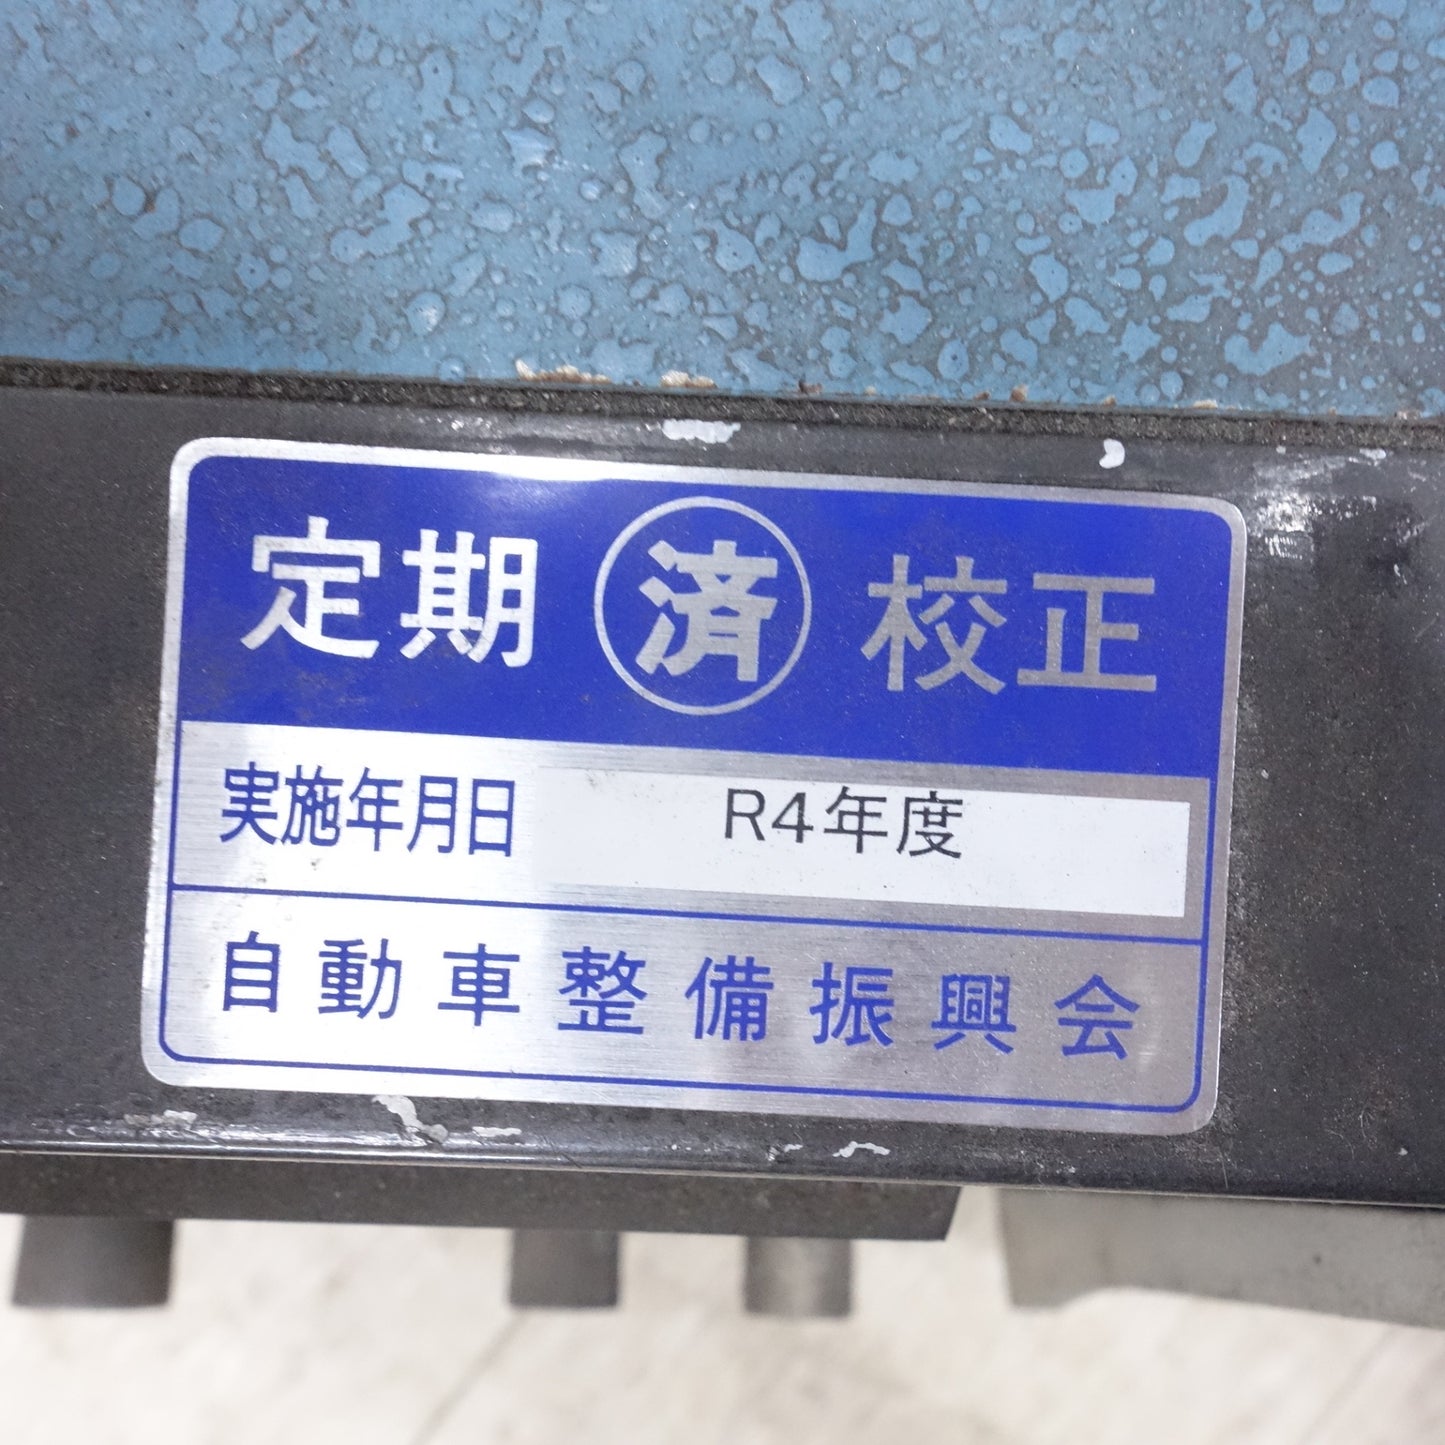 定期 済 校正
実施年月日 R4年度
自動車整備振興会